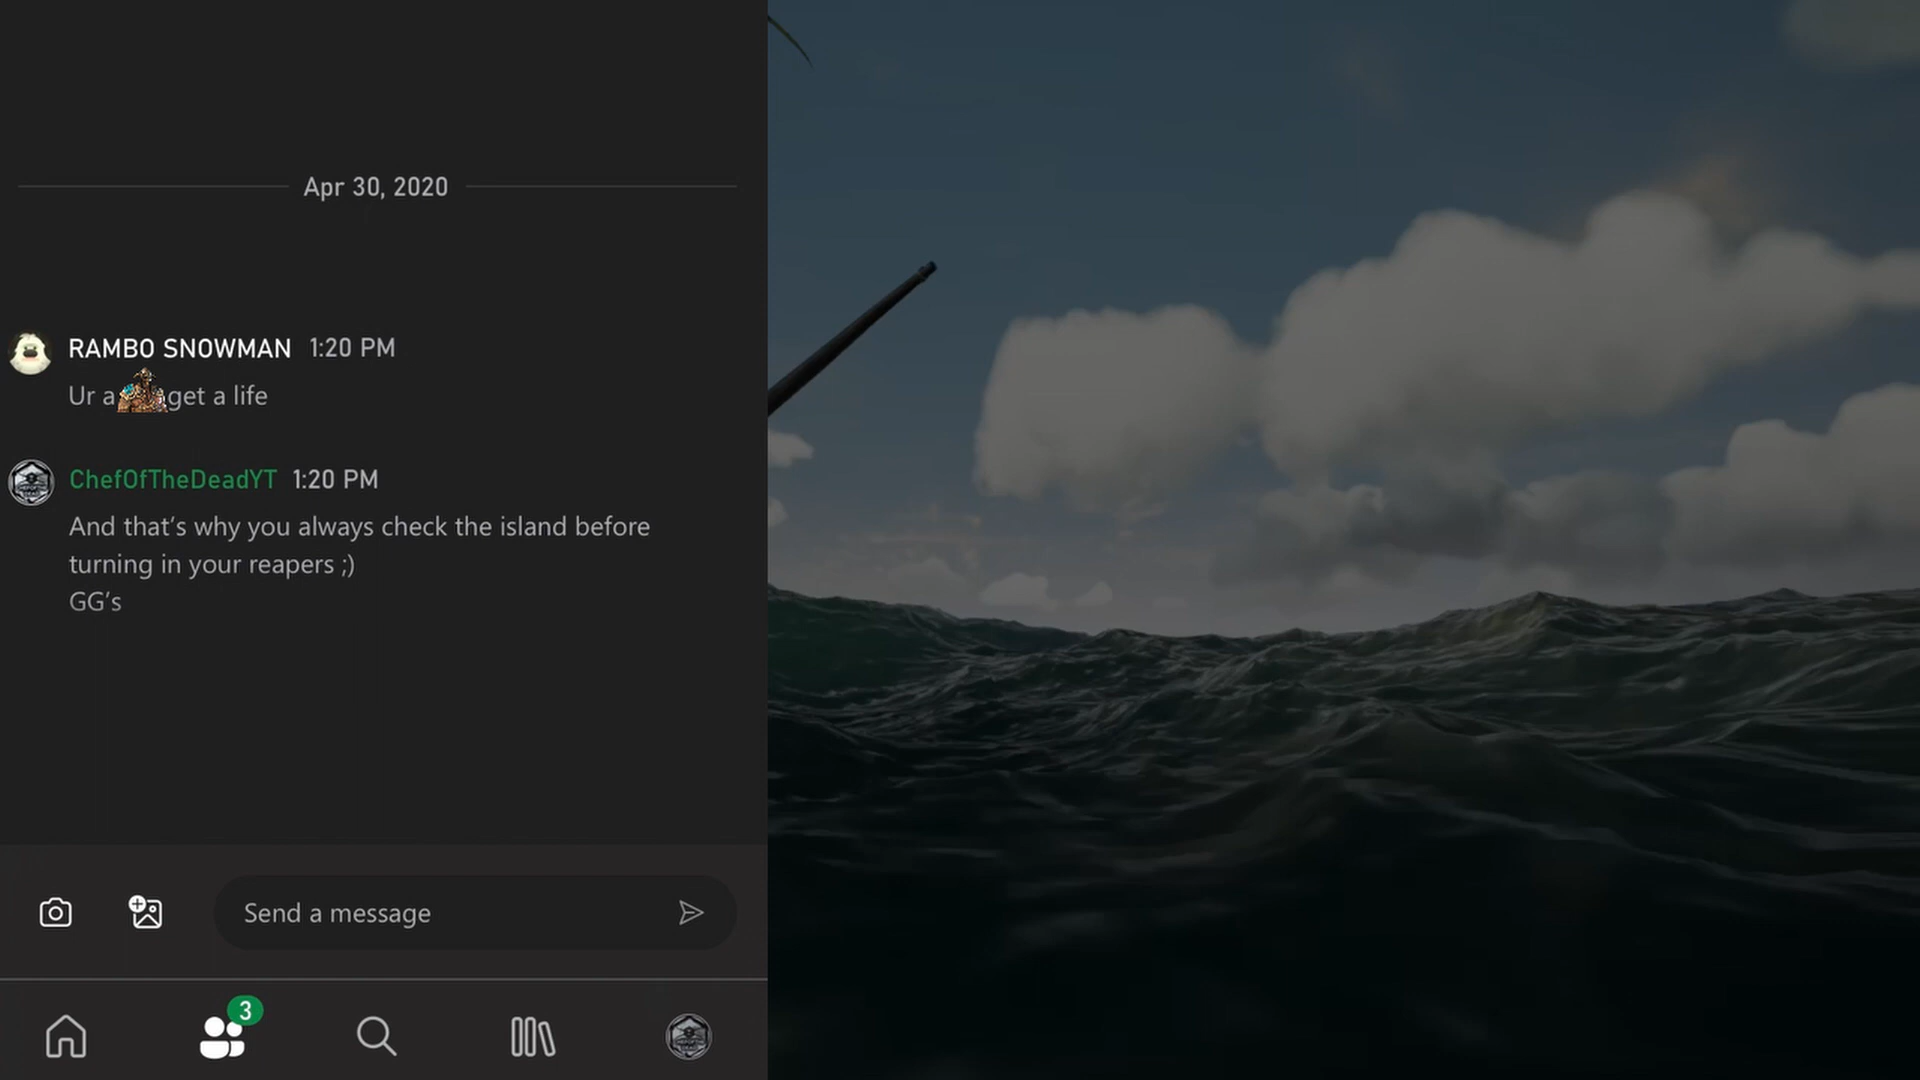 Apr 30, 2020
RAMBO SNOWMAN 1:20 PM
Ur a get a life
ChefOfTheDeadYT 1:20 PM
And that's why you always check the island before
turning in your reapers ;)
GG's
Send a message
3